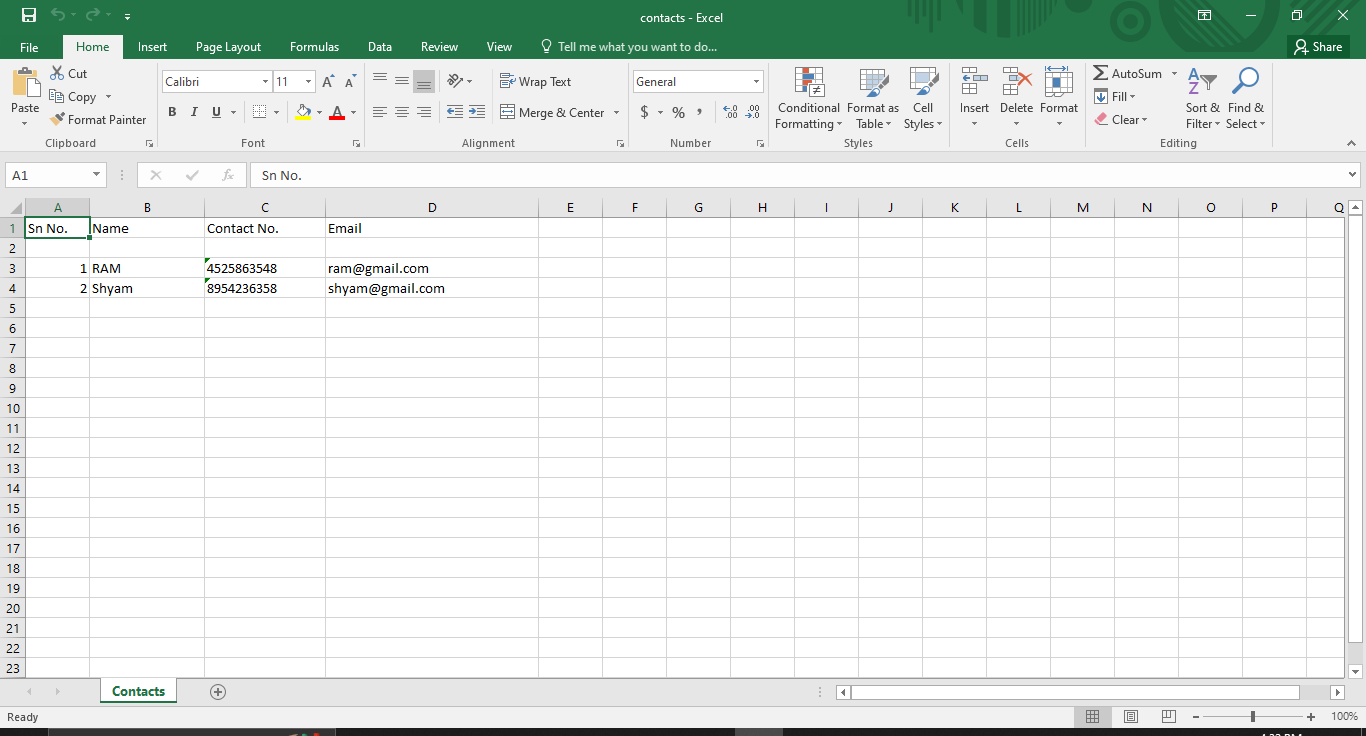 contacts - Excel
File Home Insert Page Layout Formulas Data Review View Tell me what you want to do... Share
Paste Cut Copy Format Painter Clipboard
Calibri 11 B I U Font
Wrap Text Merge & Center Alignment
General $ % , Number
Conditional Formatting Format as Table Cell Styles Styles
Insert Delete Format Cells
AutoSum Fill Clear Sort & Filter Find & Select Editing
A1 fx Sn No.
A B C D E F G H I J K L M N O P Q
1 Sn No. Name Contact No. Email
2
3 1 RAM 4525863548 ram@gmail.com
4 2 Shyam 8954236358 shyam@gmail.com
5
6
7
8
9
10
11
12
13
14
15
16
17
18
19
20
21
22
23
Contacts
Ready 100%